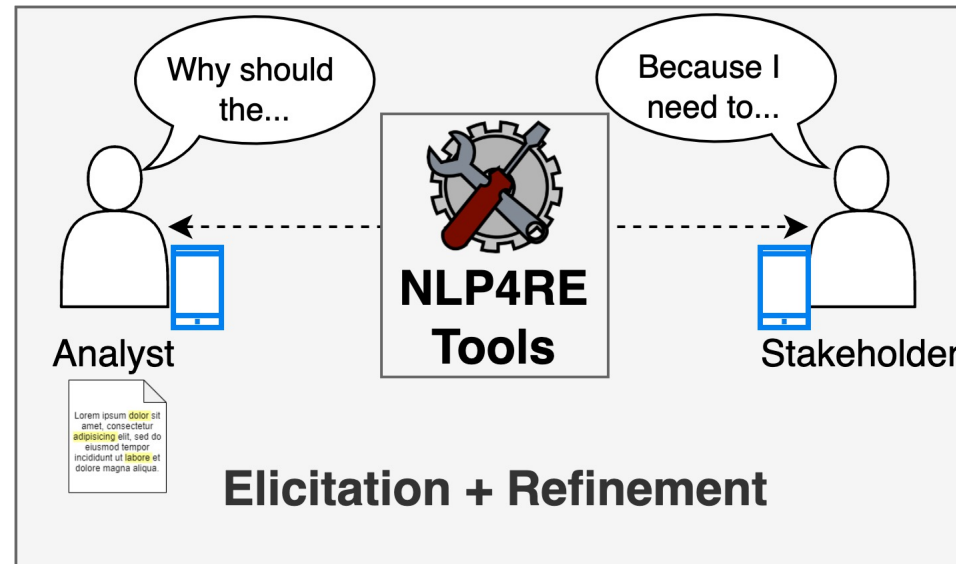 Why should
the...
Because I
need to...
NLP4RE
Tools
Analyst
Stakeholder
Lorem ipsum dolor sit
amet, consectetur
adipisicing elit, sed do
eiusmod tempor
incididunt ut labore et
dolore magna aliqua.
Elicitation + Refinement